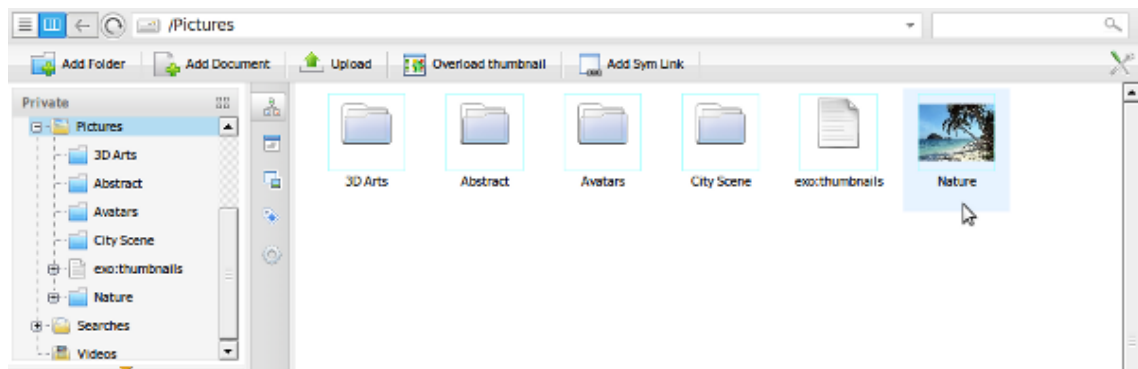 /Pictures
Add Folder Add Document Upload Overload thumbnail Add Sym Link
Private
Pictures
3D Arts
Abstract
Avatars
City Scene
exo:thumbnails
Nature
Searches
Videos
3D Arts Abstract Avatars City Scene exo:thumbnails Nature